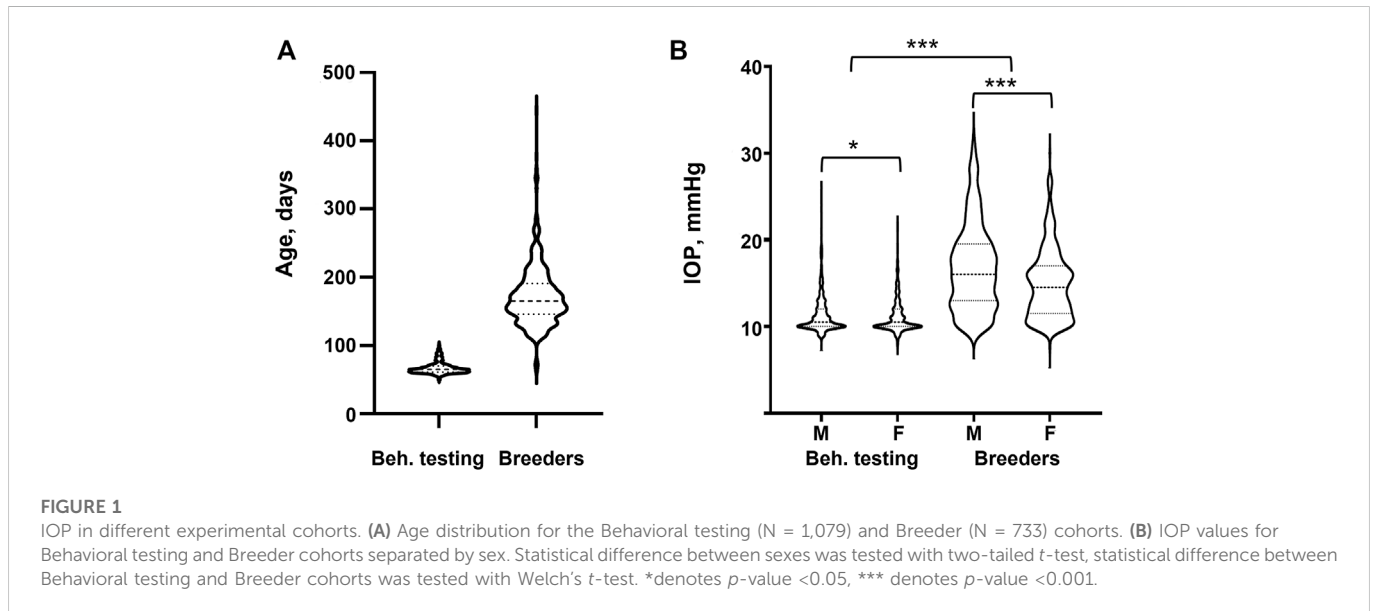 A
B
500
400
300
200
100
0
Age, days
Beh. testing
Breeders
40
30
20
10
IOP, mmHg
***
***
*
M
F
M
F
Beh. testing
Breeders
FIGURE 1
IOP in different experimental cohorts. (A) Age distribution for the Behavioral testing (N = 1,079) and Breeder (N = 733) cohorts. (B) IOP values for
Behavioral testing and Breeder cohorts separated by sex. Statistical difference between sexes was tested with two-tailed t-test, statistical difference between
Behavioral testing and Breeder cohorts was tested with Welch’s t-test. *denotes p-value <0.05, *** denotes p-value <0.001.